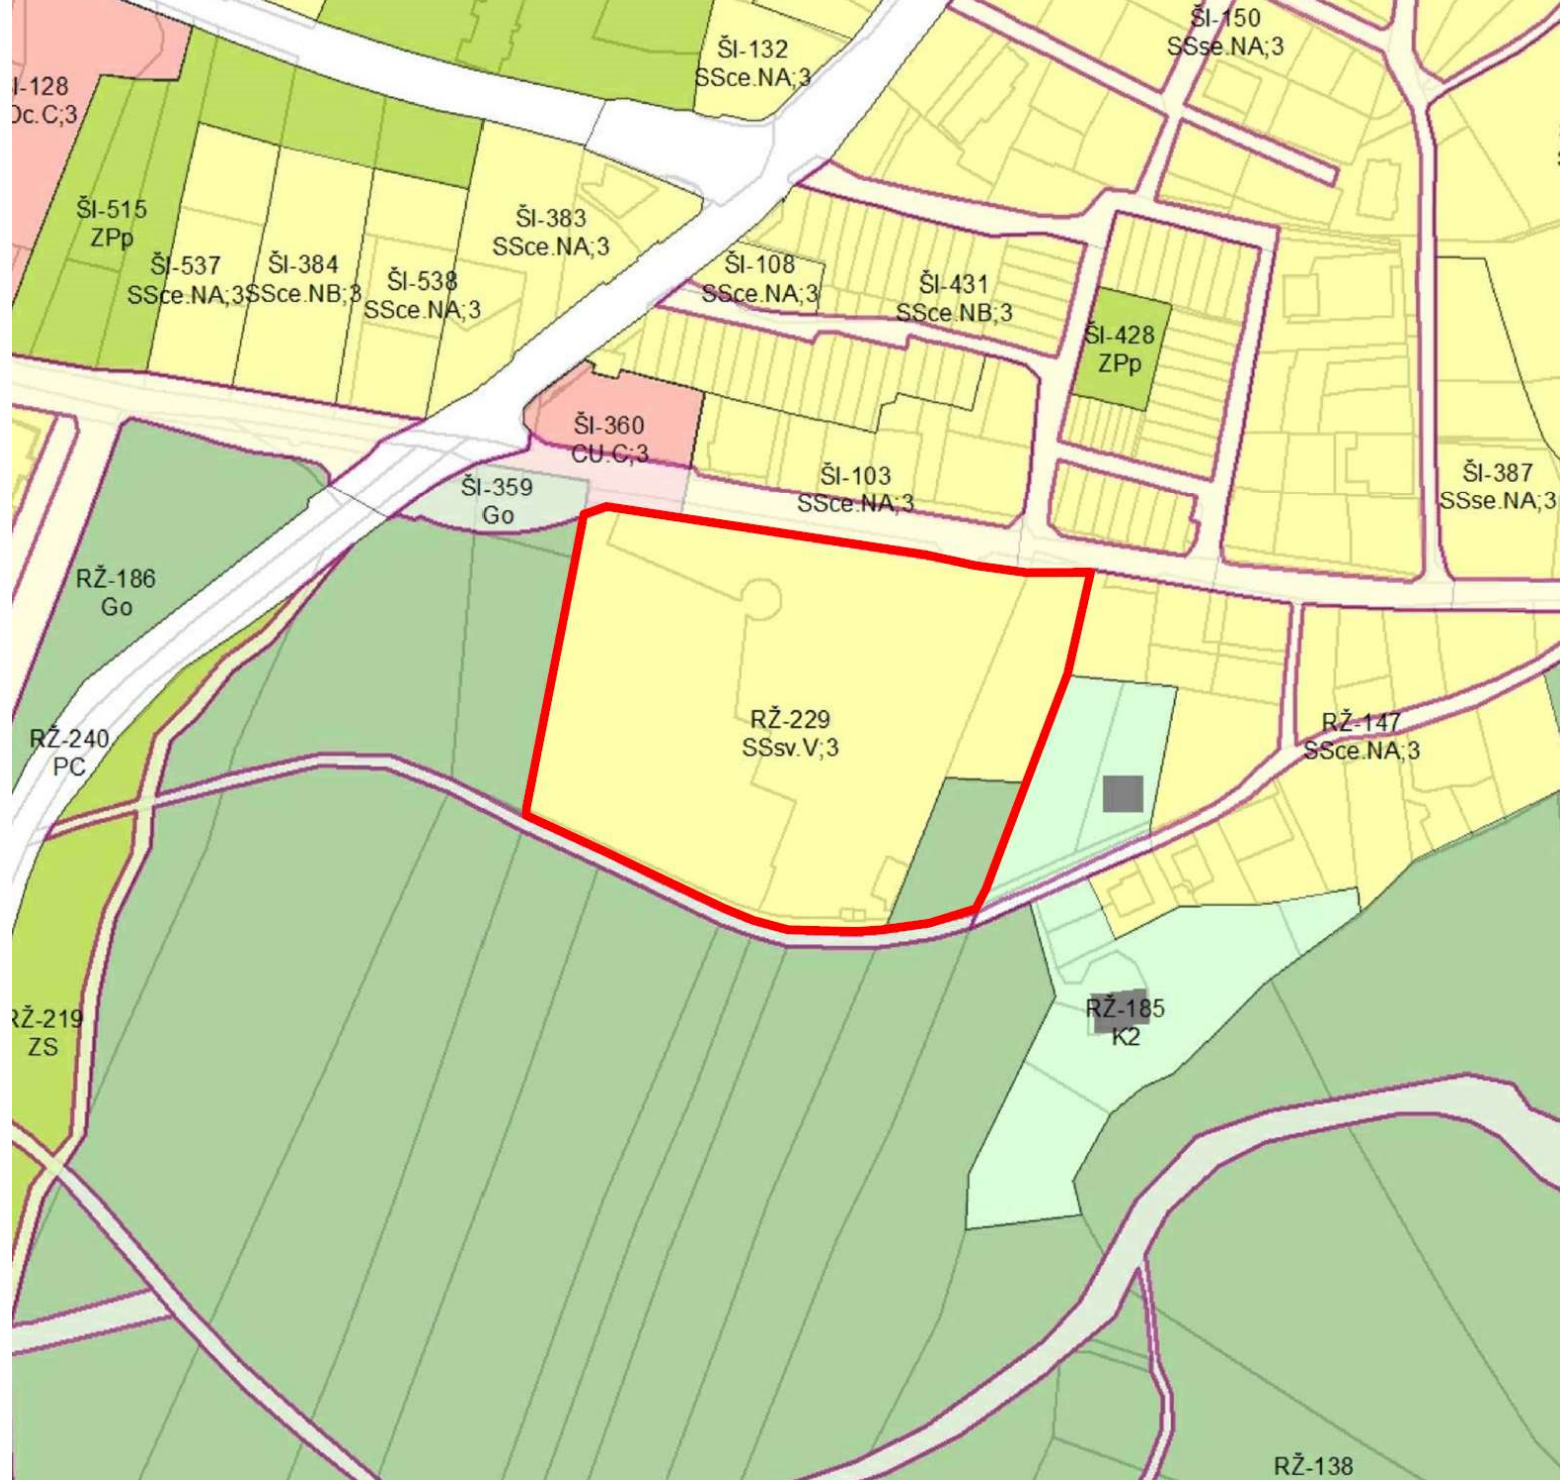 ŠI-150
SSse.NA;3
ŠI-132
SSce.NA;3
I-128
c.C;3
ŠI-515
ZPp
ŠI-383
SSce.NA;3
ŠI-537
SSce.NA;3
ŠI-384
SSce.NB;3
ŠI-538
SSce.NA;3
ŠI-108
SSce.NA;3
ŠI-431
SSce.NB;3
ŠI-428
ZPp
ŠI-360
CU.C;3
ŠI-103
SSce.NA;3
ŠI-387
SSse.NA;3
ŠI-359
Go
RŽ-186
Go
RŽ-229
SSsv.V;3
RŽ-147
SSce.NA;3
RŽ-240
PC
RŽ-219
ZS
RŽ-185
K2
RŽ-138